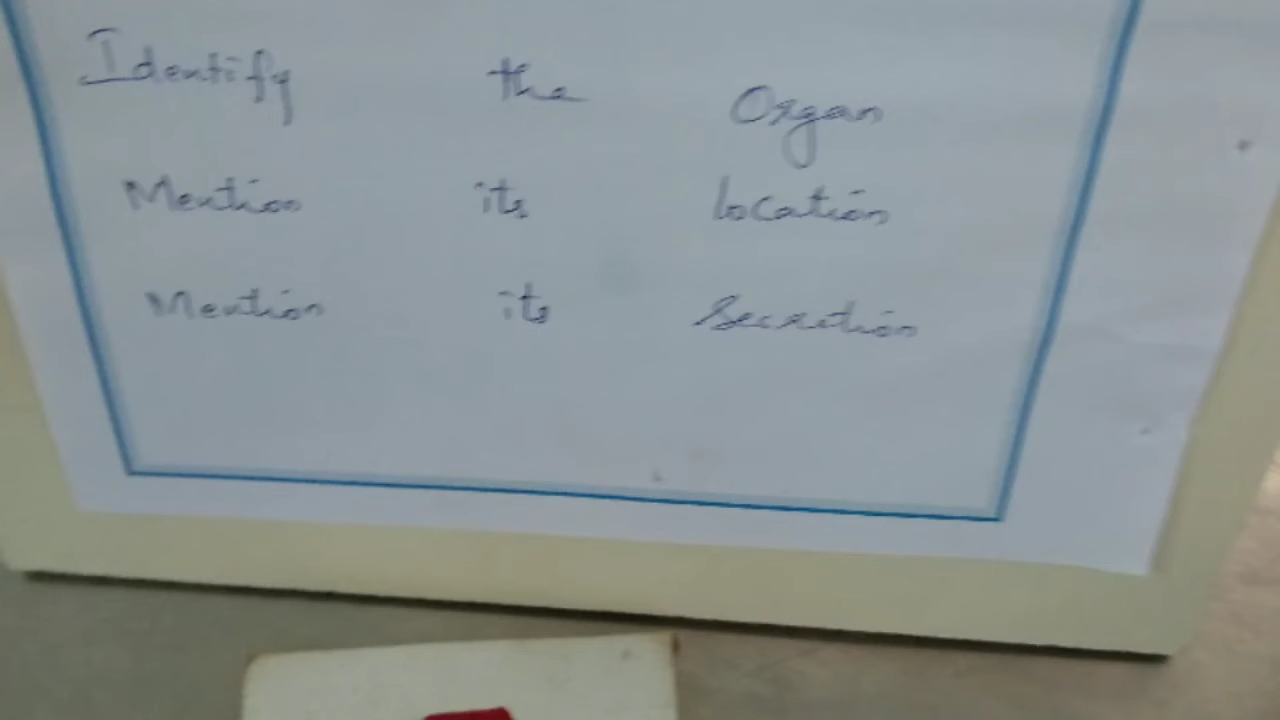 Identify the Organ
Mention its location
Mention its Secretion